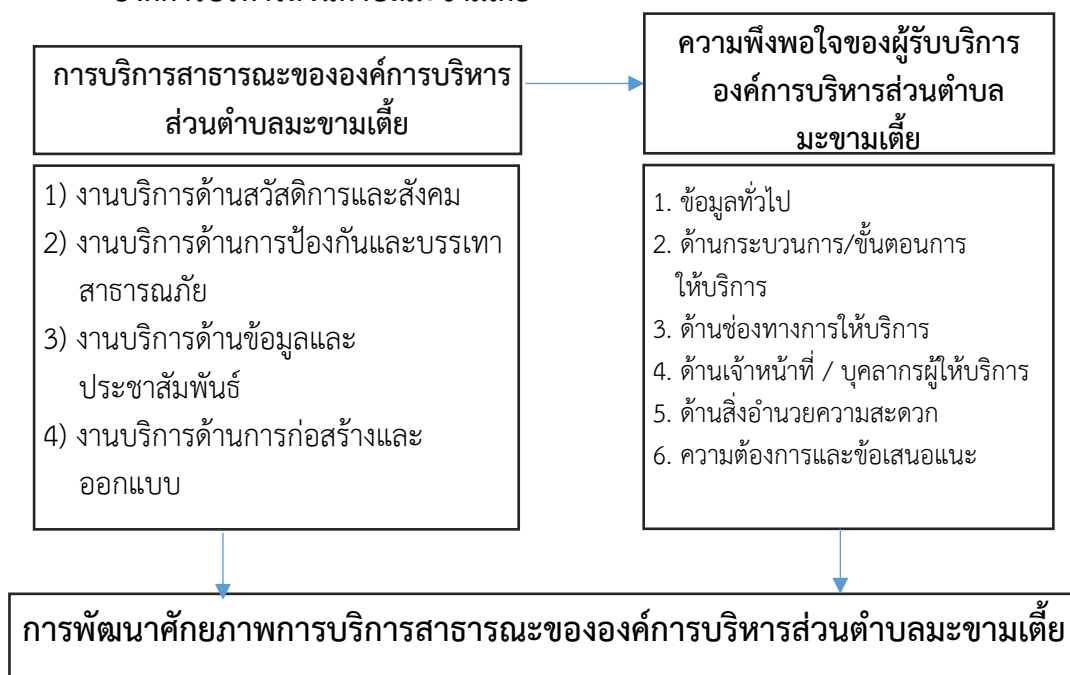 การบริการสาธารณะขององค์การบริหาร
ส่วนตำบลมะขามเตี้ย
ความพึงพอใจของผู้รับบริการ
องค์การบริหารส่วนตำบล
มะขามเตี้ย
1) งานบริการด้านสวัสดิการและสังคม
2) งานบริการด้านการป้องกันและบรรเทา
สาธารณภัย
3) งานบริการด้านข้อมูลและ
ประชาสัมพันธ์
4) งานบริการด้านการก่อสร้างและ
ออกแบบ
1. ข้อมูลทั่วไป
2. ด้านกระบวนการ/ขั้นตอนการ
ให้บริการ
3. ด้านช่องทางการให้บริการ
4. ด้านเจ้าหน้าที่ / บุคลากรผู้ให้บริการ
5. ด้านสิ่งอำนวยความสะดวก
6. ความต้องการและข้อเสนอแนะ
การพัฒนาศักยภาพการบริการสาธารณะขององค์การบริหารส่วนตำบลมะขามเตี้ย